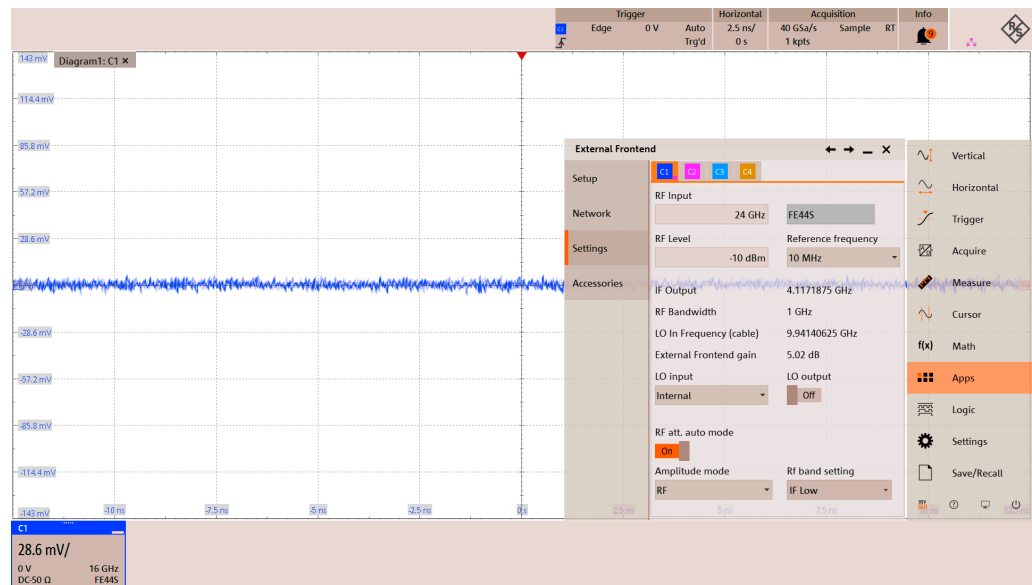 Trigger Horizontal Acquisition Info
C1 Edge 0 V Auto 2.5 ns/ 40 GSa/s Sample RT 9
Trg'd 0 s 1 kpts
R&S
143 mV Diagram1: C1 ×
114.4 mV
85.8 mV
57.2 mV
28.6 mV
-28.6 mV
-57.2 mV
-85.8 mV
-114.4 mV
-143 mV -10 ns -7.5 ns -5 ns -2.5 ns 0 s 2.5 ns 5 ns 7.5 ns 10 ns 12.5 ns
External Frontend
Setup
Network
Settings
Accessories
C1 C2 C3 C4
RF Input
24 GHz FE44S
RF Level Reference frequency
-10 dBm 10 MHz
IF Output 4.1171875 GHz
RF Bandwidth 1 GHz
LO In Frequency (cable) 9.94140625 GHz
External Frontend gain 5.02 dB
LO input LO output
Internal Off
RF att. auto mode
On
Amplitude mode Rf band setting
RF IF Low
Vertical
Horizontal
Trigger
Acquire
Measure
Cursor
f(x) Math
Apps
Logic
Settings
Save/Recall
C1
28.6 mV/
0 V 16 GHz
DC-50 Ω FE44S